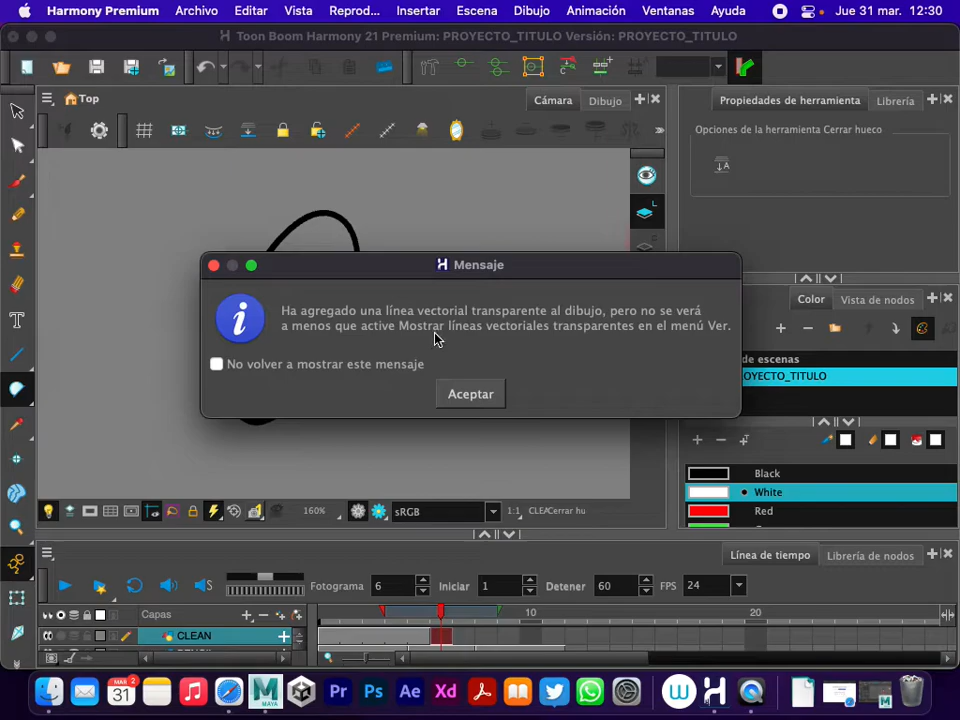 Harmony Premium Archivo Editar Vista Reprod... Insertar Escena Dibujo Animación Ventanas Ayuda Jue 31 mar. 12:30
Toon Boom Harmony 21 Premium: PROYECTO_TITULO Versión: PROYECTO_TITULO
Top
Cámara
Dibujo
Propiedades de herramienta
Librería
Opciones de la herramienta Cerrar hueco
Mensaje
Ha agregado una línea vectorial transparente al dibujo, pero no se verá
a menos que active Mostrar líneas vectoriales transparentes en el menú Ver.
No volver a mostrar este mensaje
Aceptar
Color
Vista de nodos
de escenas
OYECTO_TITULO
Black
White
Red
160%
sRGB
1:1
CLEACerrar hu
Línea de tiempo
Librería de nodos
Fotograma 6 Iniciar 1 Detener 60 FPS 24
Capas
10
20
CLEAN
MAR
31
2
MAYA
Pr
Ps
Ae
Xd
W